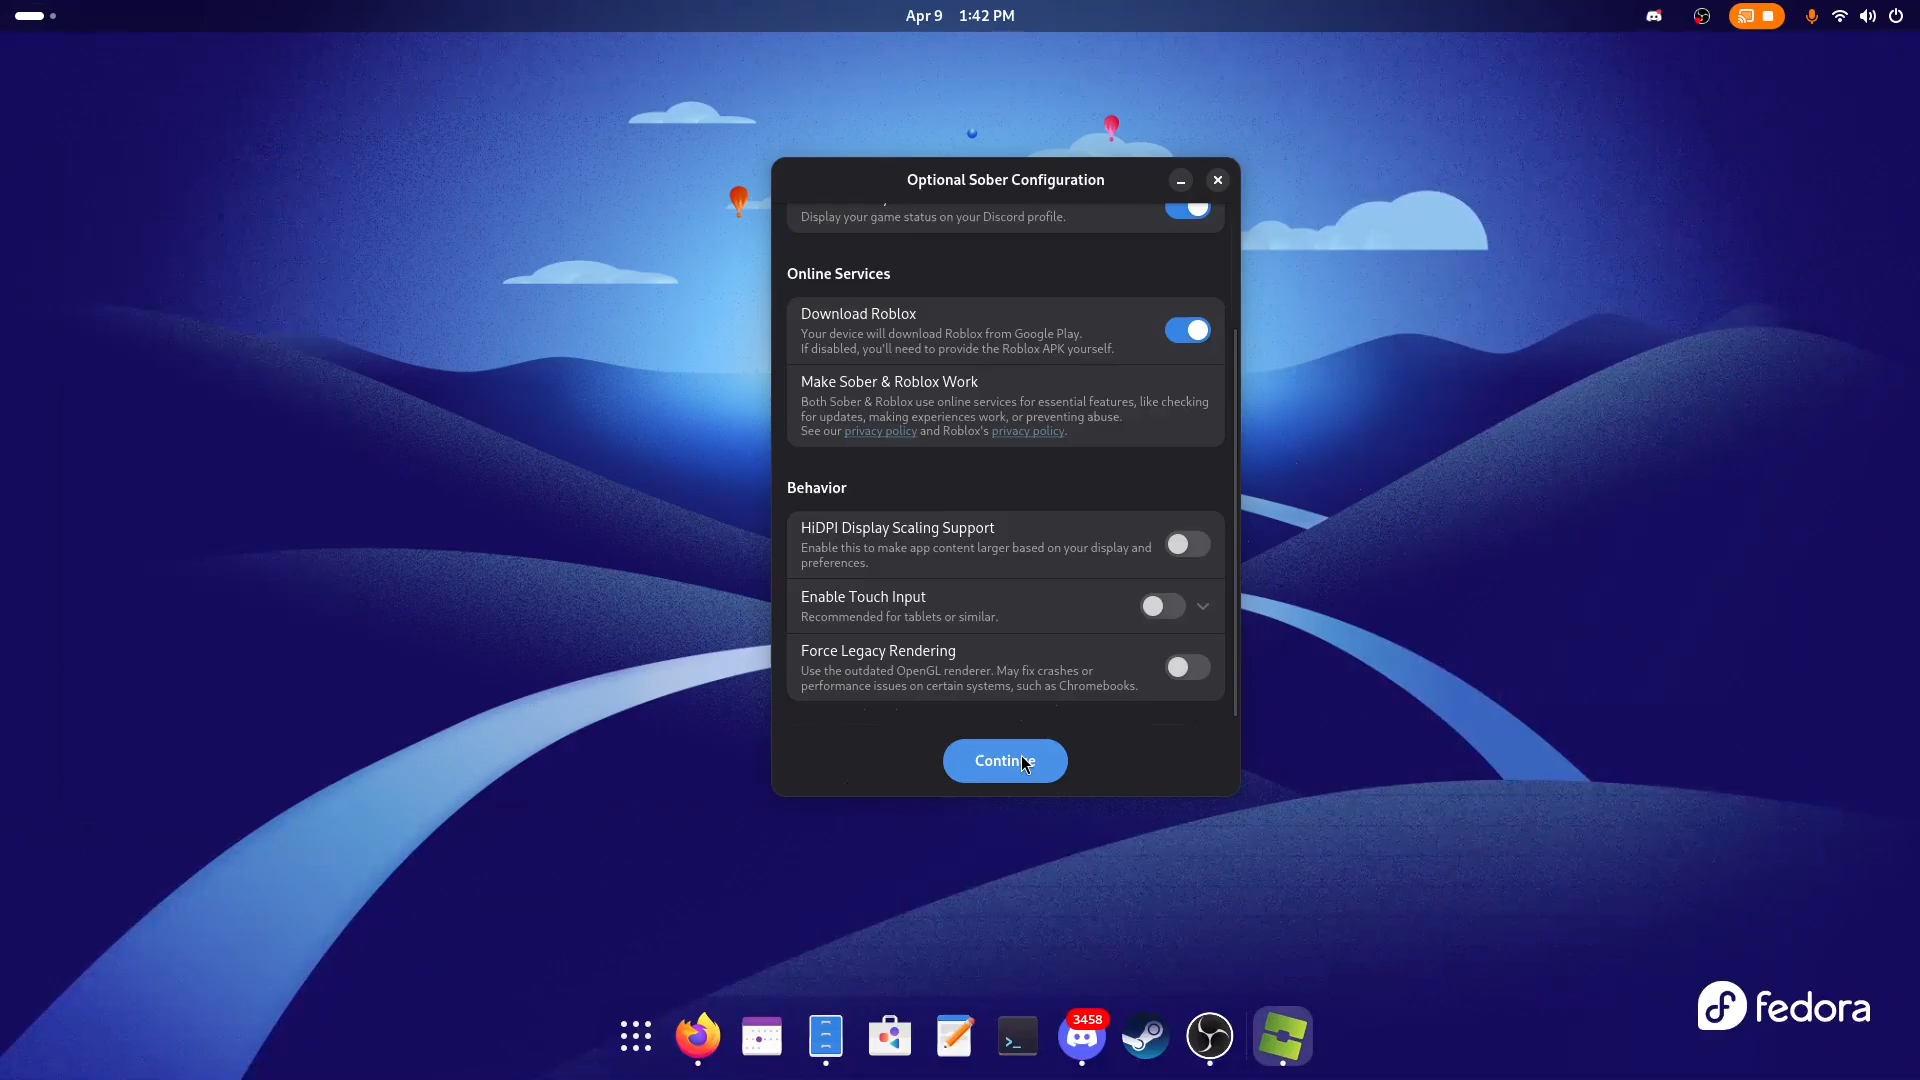 Apr 9 1:42 PM
Optional Sober Configuration
Display your game status on your Discord profile.
Online Services
Download Roblox
Your device will download Roblox from Google Play.
If disabled, you'll need to provide the Roblox APK yourself.
Make Sober & Roblox Work
Both Sober & Roblox use online services for essential features, like checking
for updates, making experiences work, or preventing abuse.
See our privacy policy and Roblox's privacy policy.
Behavior
HiDPI Display Scaling Support
Enable this to make app content larger based on your display and
preferences.
Enable Touch Input
Recommended for tablets or similar.
Force Legacy Rendering
Use the outdated OpenGL renderer. May fix crashes or
performance issues on certain systems, such as Chromebooks.
Continue
3458
>_
fedora